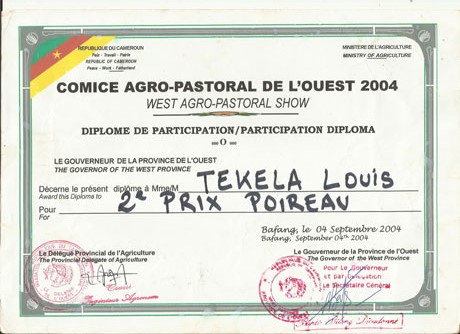 REPUBLIQUE DU CAMEROUN
Paix - Travail - Patrie
REPUBLIC OF CAMEROON
Peace - Work - Fatherland
MINISTERE DE L'AGRICULTURE
MINISTRY OF AGRICULTURE
COMICE AGRO-PASTORAL DE L'OUEST 2004
WEST AGRO-PASTORAL SHOW
DIPLOME DE PARTICIPATION/PARTICIPATION DIPLOMA
—O—
LE GOUVERNEUR DE LA PROVINCE DE L'OUEST
THE GOVERNOR OF THE WEST PROVINCE
Décerne le présent diplôme à Mme/M TEKELA LOUIS
Award this Diploma to
Pour 2e PRIX POIREAU
For
Bafang, le 04 Septembre 2004
Bafang, September 04th 2004
Le Délégué Provincial de l'Agriculture
The Provincial Delegate of Agriculture
Le Gouverneur de la Province de l'Ouest
The Governor of the West Province
Pour Le Gouverneur
et par Délégation
Le Secrétaire Général
Ingénieur Agronome